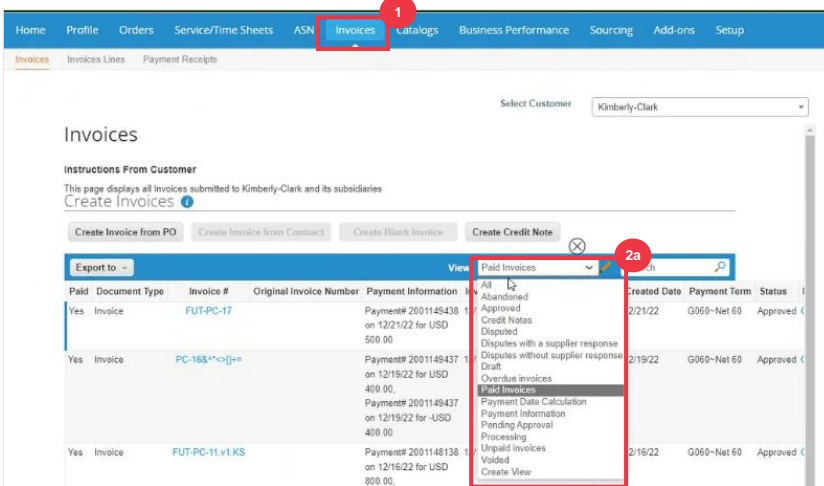 1
Home Profile Orders Service/Time Sheets ASN Invoices Catalogs Business Performance Sourcing Add-ons Setup
Invoices Invoices Lines Payment Receipts
Select Customer Kimberly-Clark
Invoices
Instructions From Customer
This page displays all Invoices submitted to Kimberly-Clark and its subsidiaries
Create Invoices i
Create Invoice from PO Create Invoice from Contract Create Blank Invoice Create Credit Note
2a
Export to View Paid Invoices
Paid Document Type Invoice # Original Invoice Number Payment Information Created Date Payment Term Status
Yes Invoice FUT-PC-17 Payment# 2001149438 2/21/22 G060~Net 60 Approved
on 12/21/22 for USD
500.00
Yes Invoice PC-16&^*<>[]+= Payment# 2001149437 2/19/22 G060~Net 60 Approved
on 12/19/22 for USD
400.00,
Payment# 2001149437
on 12/19/22 for -USD
400.00
Yes Invoice FUT-PC-11.v1.KS Payment# 2001148138 2/16/22 G060~Net 60 Approved
on 12/16/22 for USD
800.00,
All
Abandoned
Approved
Credit Notes
Disputed
Disputes with a supplier response
Disputes without supplier response
Draft
Overdue invoices
Paid Invoices
Payment Date Calculation
Payment Information
Pending Approval
Processing
Unpaid invoices
Voided
Create View